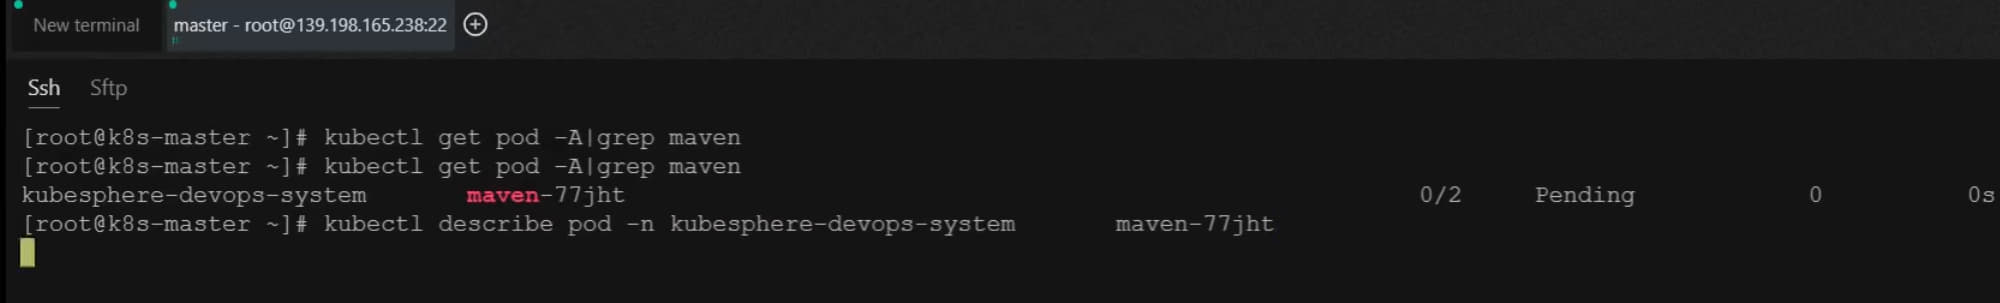 New terminal
master - root@139.198.165.238:22
Ssh
Sftp
[root@k8s-master ~]# kubectl get pod -A|grep maven
[root@k8s-master ~]# kubectl get pod -A|grep maven
kubesphere-devops-system maven-77jht 0/2 Pending 0 0s
[root@k8s-master ~]# kubectl describe pod -n kubesphere-devops-system maven-77jht